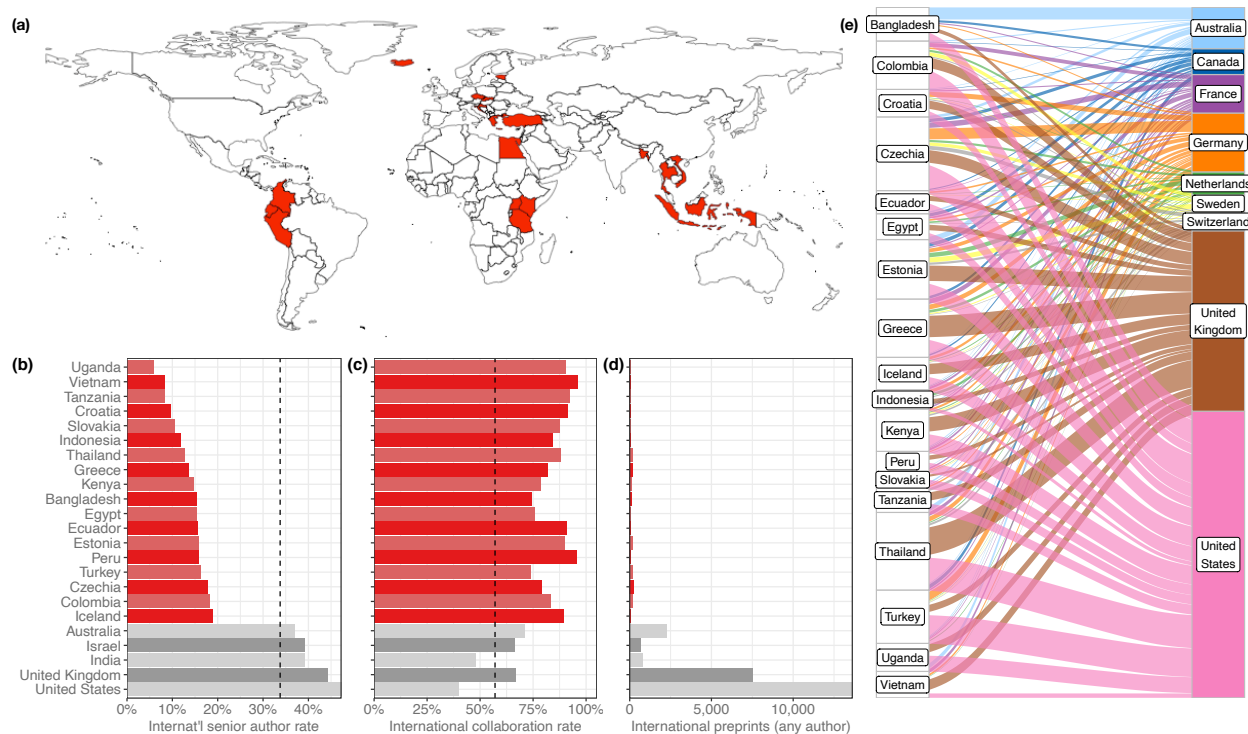 (a)
(b)
Uganda
Vietnam
Tanzania
Croatia
Slovakia
Indonesia
Thailand
Greece
Kenya
Bangladesh
Egypt
Ecuador
Estonia
Peru
Turkey
Czechia
Colombia
Iceland
Australia
Israel
India
United Kingdom
United States
0%
10%
20%
30%
40%
Internat'l senior author rate
(c)
0%
25%
50%
75%
100%
International collaboration rate
(d)
0
5,000
10,000
International preprints (any author)
(e)
Bangladesh
Colombia
Croatia
Czechia
Ecuador
Egypt
Estonia
Greece
Iceland
Indonesia
Kenya
Peru
Slovakia
Tanzania
Thailand
Turkey
Uganda
Vietnam
Australia
Canada
France
Germany
Netherlands
Sweden
Switzerland
United
Kingdom
United
States